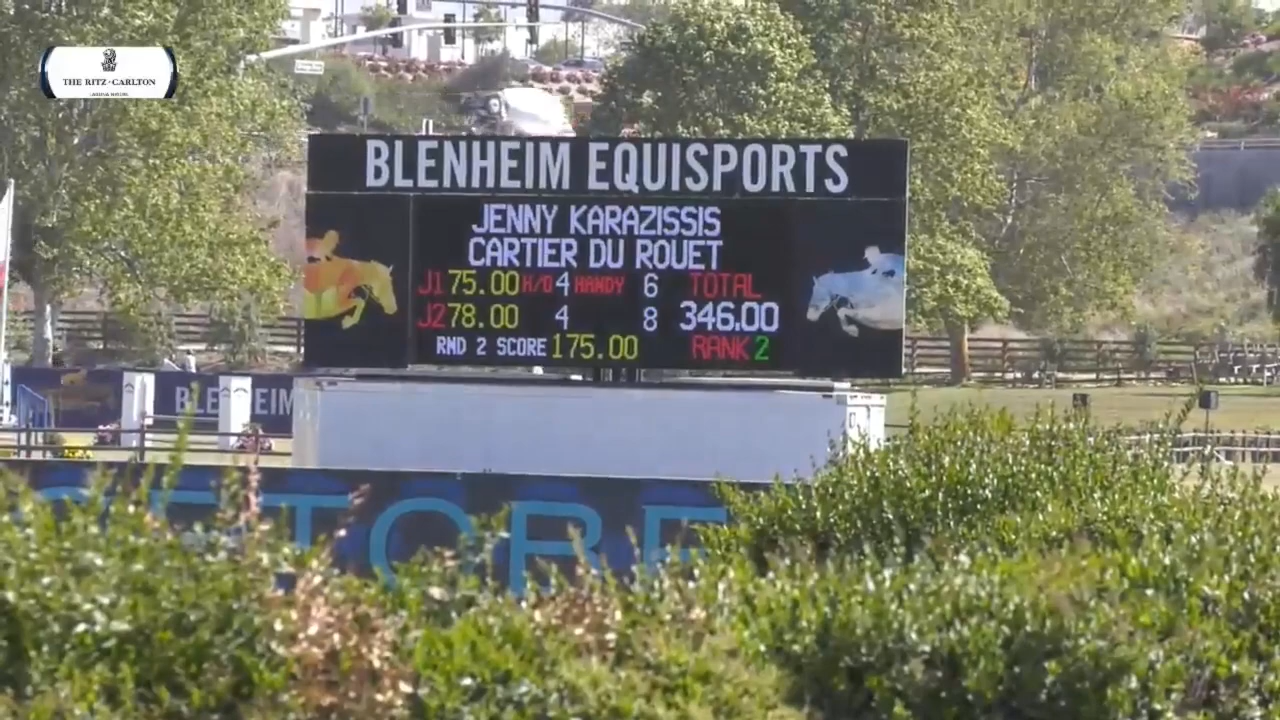 THE RITZ-CARLTON
BLENHEIM EQUISPORTS
JENNY KARAZISSIS
CARTIER DU ROUET
J1 75.00 H/O 4 HANDY 6 TOTAL
J2 78.00 4 8 346.00
RND 2 SCORE 175.00 RANK 2